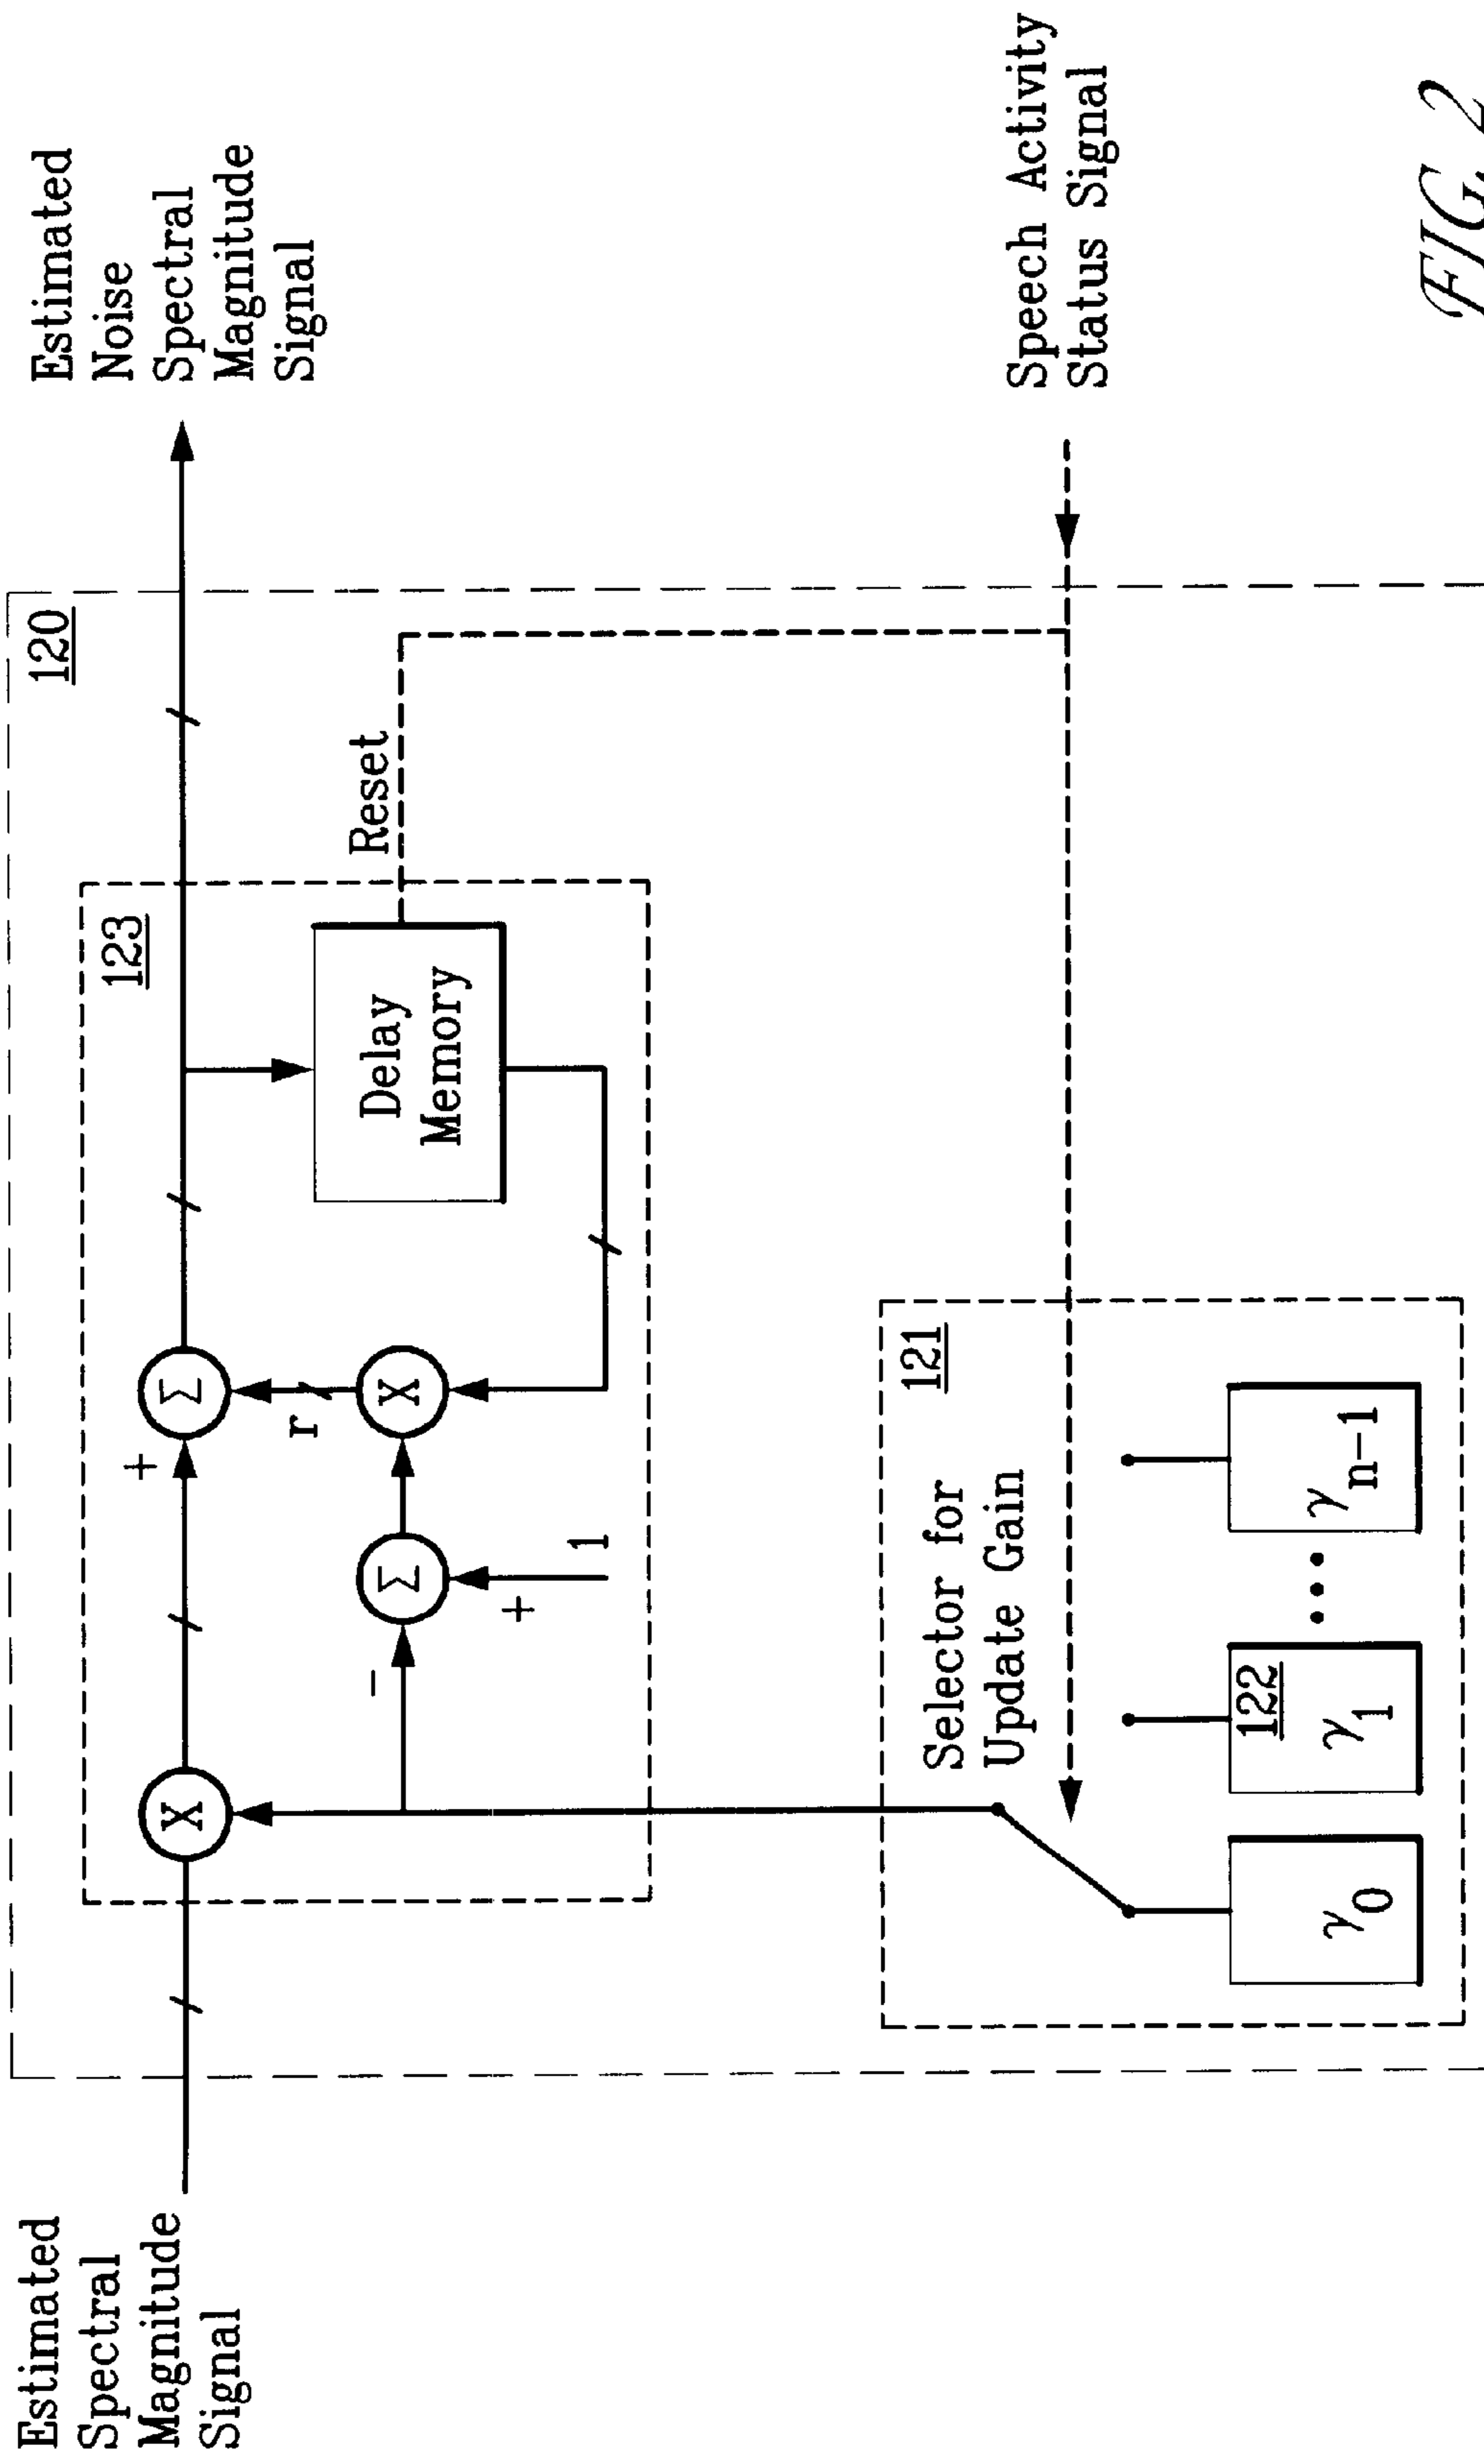 Estimated
Spectral
Magnitude
Signal
Estimated
Noise
Spectral
Magnitude
Signal
120
123
X
+
Σ
r
X
−
Σ
+
1
Delay
Memory
Reset
121
Selector for
Update Gain
γ0
122
γ1
•••
γn-1
Speech Activity
Status Signal
FIG. 2